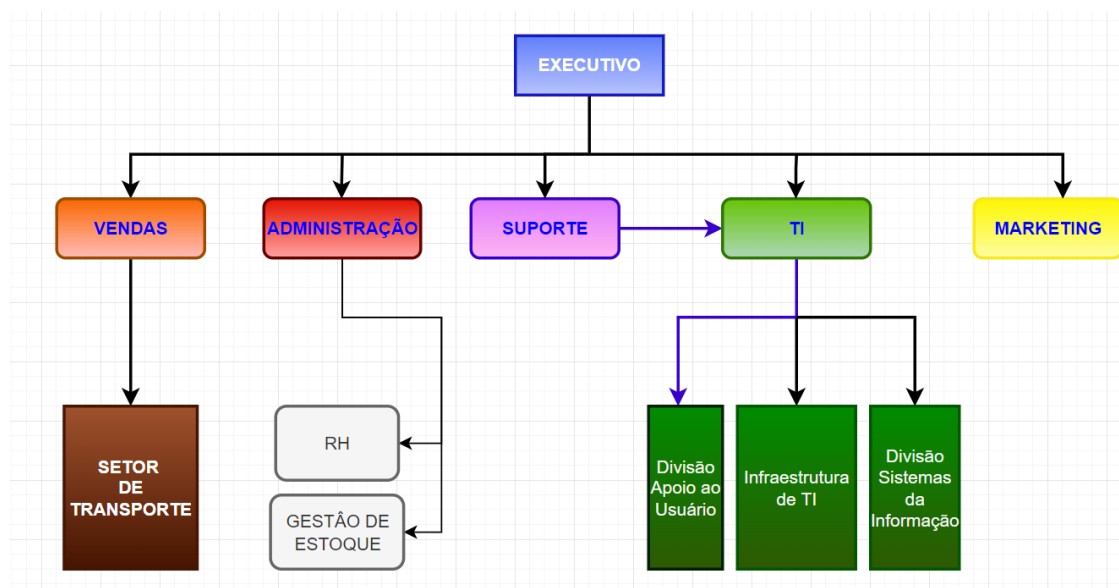 EXECUTIVO
VENDAS
ADMINISTRAÇÃO
SUPORTE
TI
MARKETING
SETOR
DE
TRANSPORTE
RH
GESTÂO DE
ESTOQUE
Divisão
Apoio ao
Usuário
Infraestrutura
de TI
Divisão
Sistemas
da
Informação